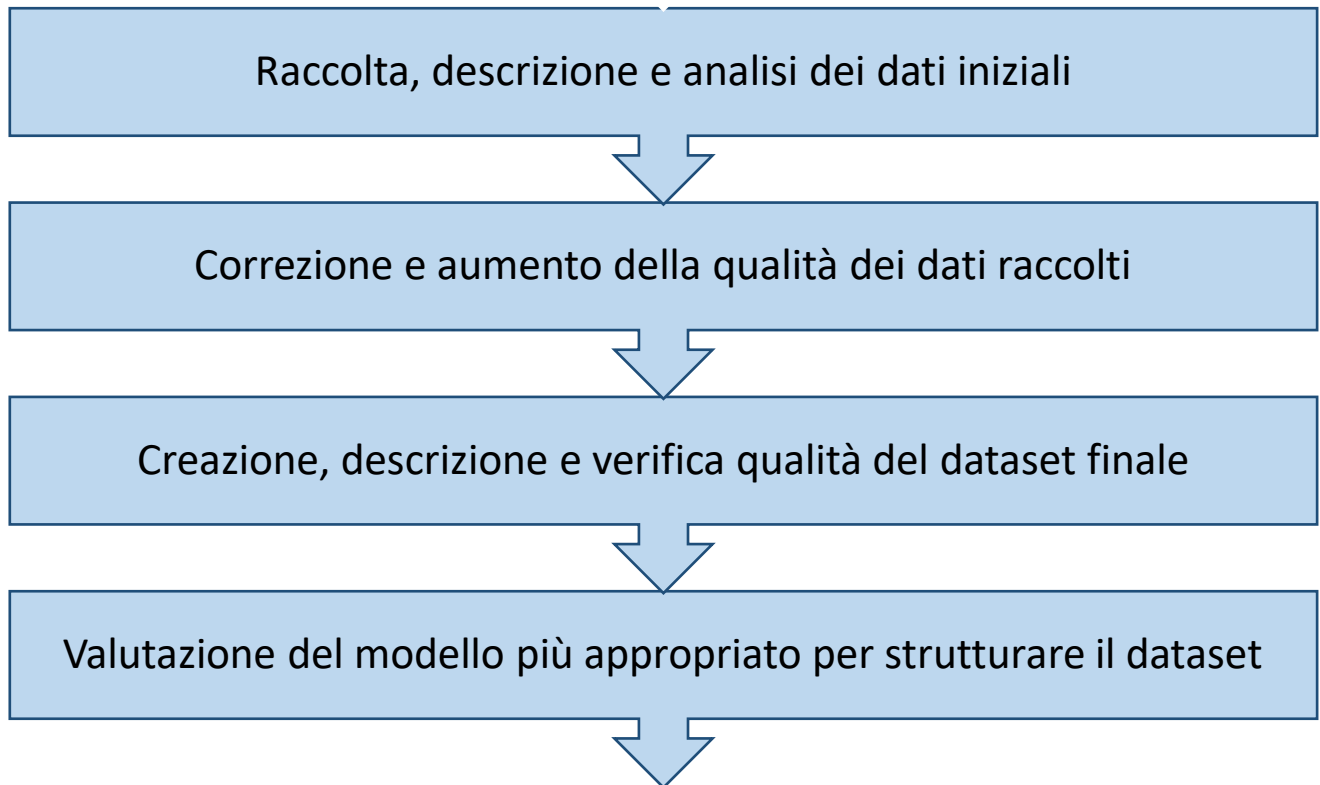 Raccolta, descrizione e analisi dei dati iniziali
Correzione e aumento della qualità dei dati raccolti
Creazione, descrizione e verifica qualità del dataset finale
Valutazione del modello più appropriato per strutturare il dataset